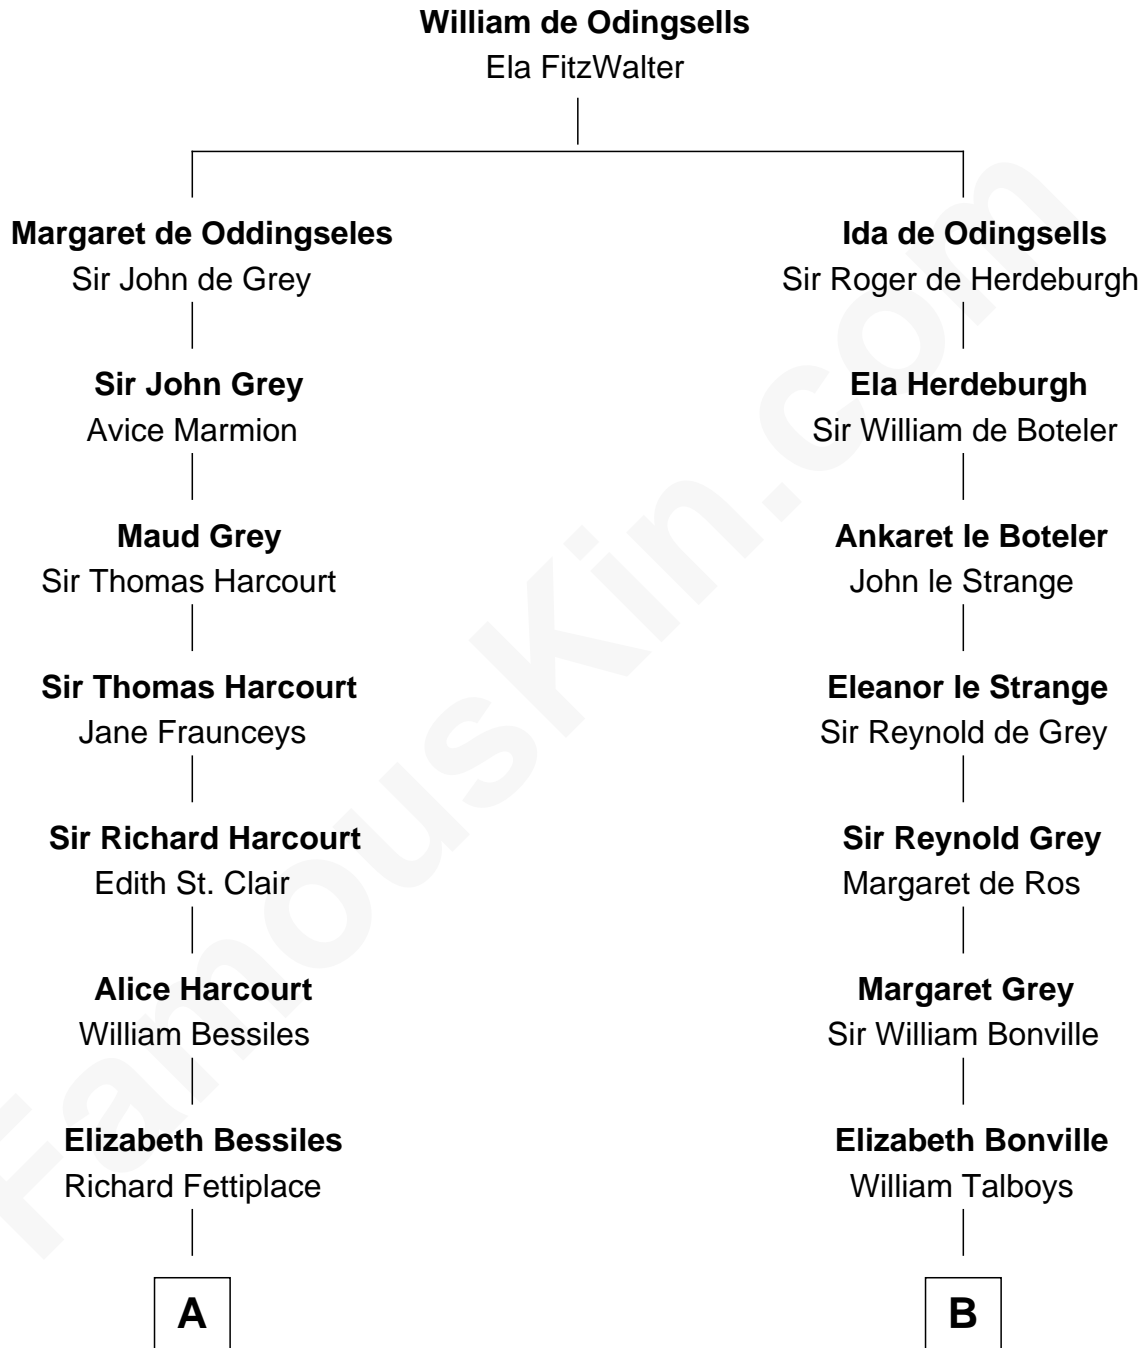 William de Odingsells
Ela FitzWalter
Margaret de Oddingseles
Sir John de Grey
Sir John Grey
Avice Marmion
Maud Grey
Sir Thomas Harcourt
Sir Thomas Harcourt
Jane Fraunceys
Sir Richard Harcourt
Edith St. Clair
Alice Harcourt
William Bessiles
Elizabeth Bessiles
Richard Fettiplace
A
Ida de Odingsells
Sir Roger de Herdeburgh
Ela Herdeburgh
Sir William de Boteler
Ankaret le Boteler
John le Strange
Eleanor le Strange
Sir Reynold de Grey
Sir Reynold Grey
Margaret de Ros
Margaret Grey
Sir William Bonville
Elizabeth Bonville
William Talboys
B
FamousKin.com